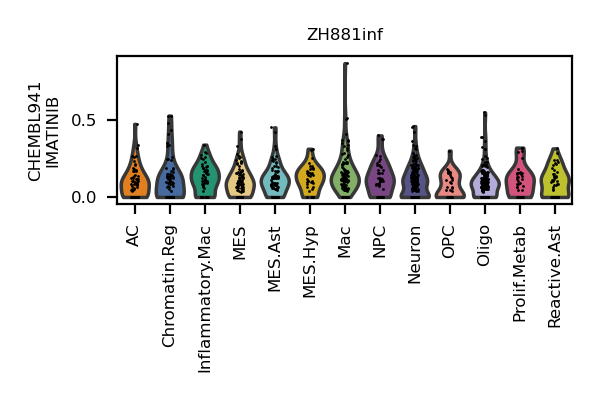 ZH881inf
CHEMBL941
IMATINIB
0.5
0.0
AC
Chromatin.Reg
Inflammatory.Mac
MES
MES.Ast
MES.Hyp
Mac
NPC
Neuron
OPC
Oligo
Prolif.Metab
Reactive.Ast